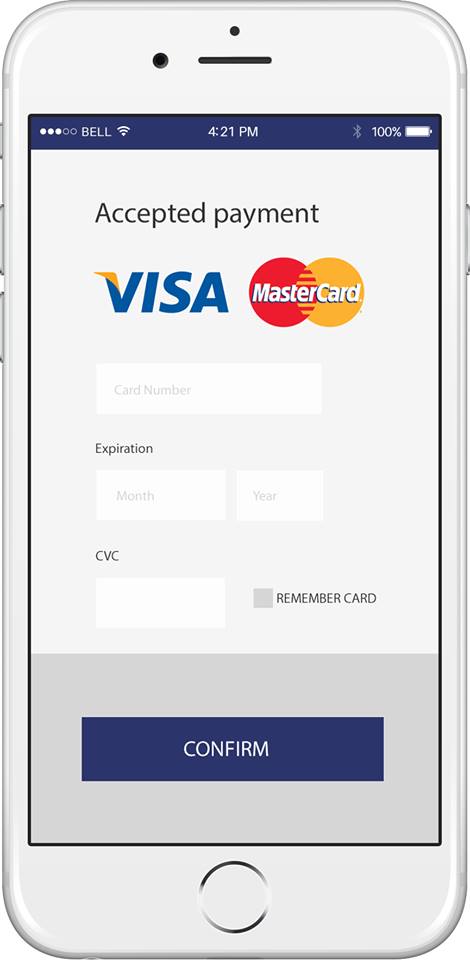 BELL 4:21 PM 100%
Accepted payment
VISA MasterCard
Card Number
Expiration
Month Year
CVC
REMEMBER CARD
CONFIRM